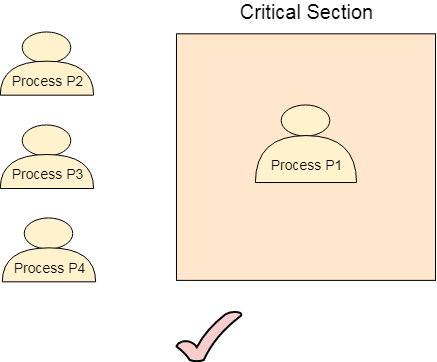 Critical Section
Process P2
Process P1
Process P3
Process P4